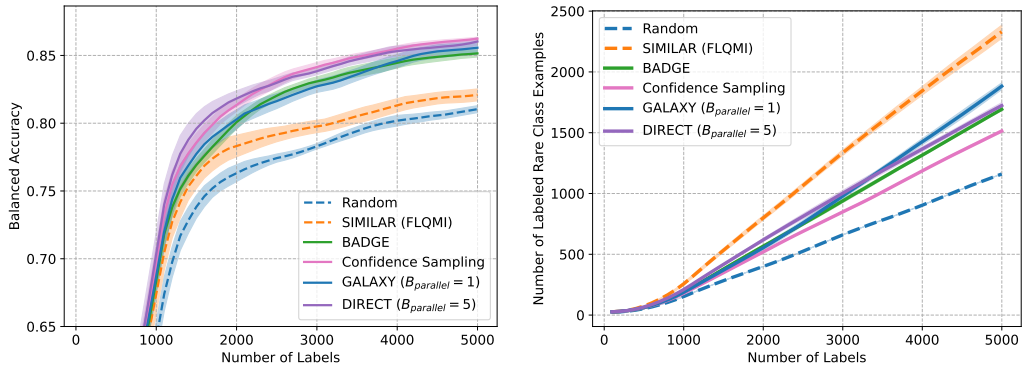 0.85
0.80
0.75
0.70
0.65
Balanced Accuracy
0 1000 2000 3000 4000 5000
Number of Labels
Random
SIMILAR (FLQMI)
BADGE
Confidence Sampling
GALAXY (B_parallel = 1)
DIRECT (B_parallel = 5)
2500
2000
1500
1000
500
0
Number of Labeled Rare Class Examples
0 1000 2000 3000 4000 5000
Number of Labels
Random
SIMILAR (FLQMI)
BADGE
Confidence Sampling
GALAXY (B_parallel = 1)
DIRECT (B_parallel = 5)